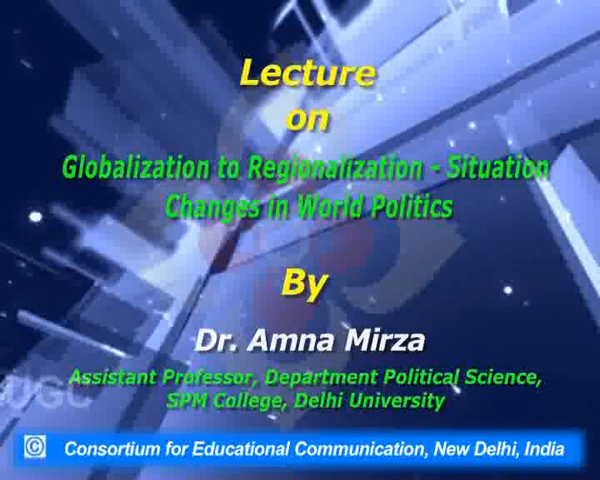 Lecture
on
Globalization to Regionalization - Situation
Changes in World Politics
By
Dr. Amna Mirza
Assistant Professor, Department Political Science,
SPM College, Delhi University
UGC
© Consortium for Educational Communication, New Delhi, India